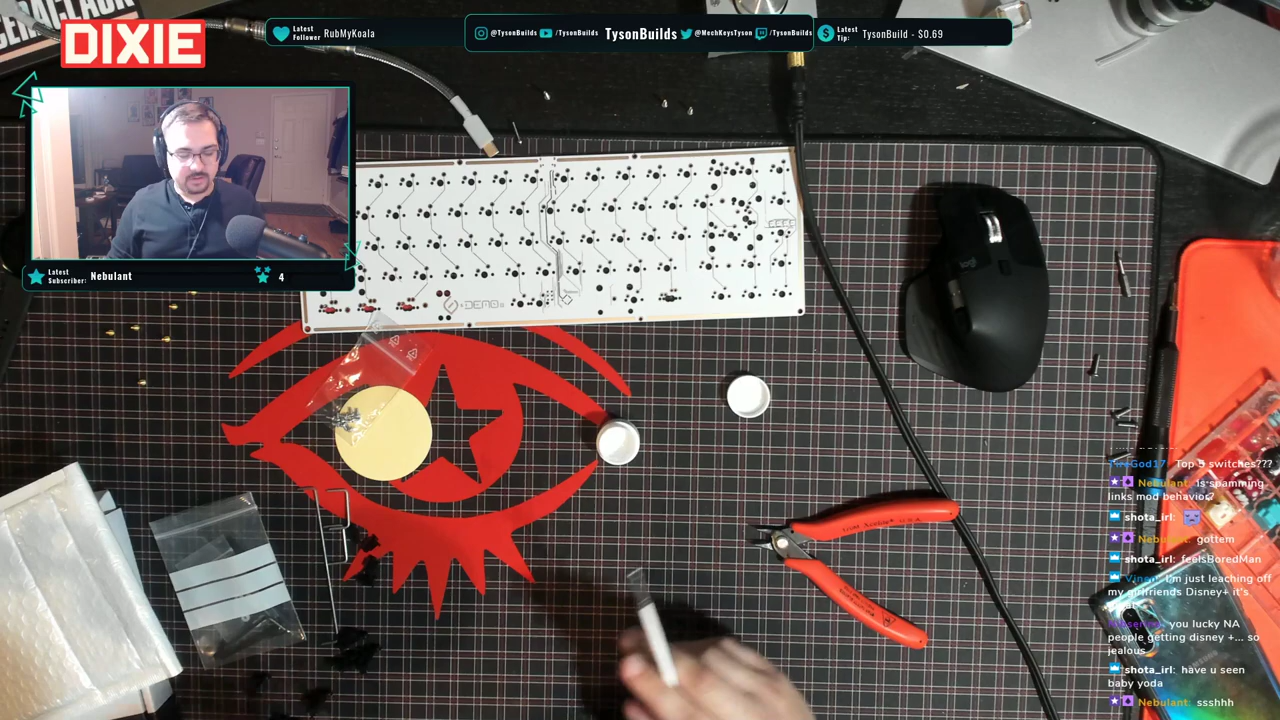 DIXIE
Latest
Follower
RubMyKoala
@TysonBuilds
/TysonBuilds
TysonBuilds
@MechKeysTyson
/TysonBuilds
Latest
Tip:
TysonBuild - $0.69
Latest
Subscriber:
Nebulant
4
DEMO
Top 5 switches???
Nebulant: Is spamming
links mod behavior?
shota_irl:
Nebulant: gottem
shota_irl: feelsBoredMan
I'm just leaching off
my girlfriends Disney+ it's
you lucky NA
people getting disney +... so
jealous
shota_irl: have u seen
baby yoda
Nebulant: ssshhh